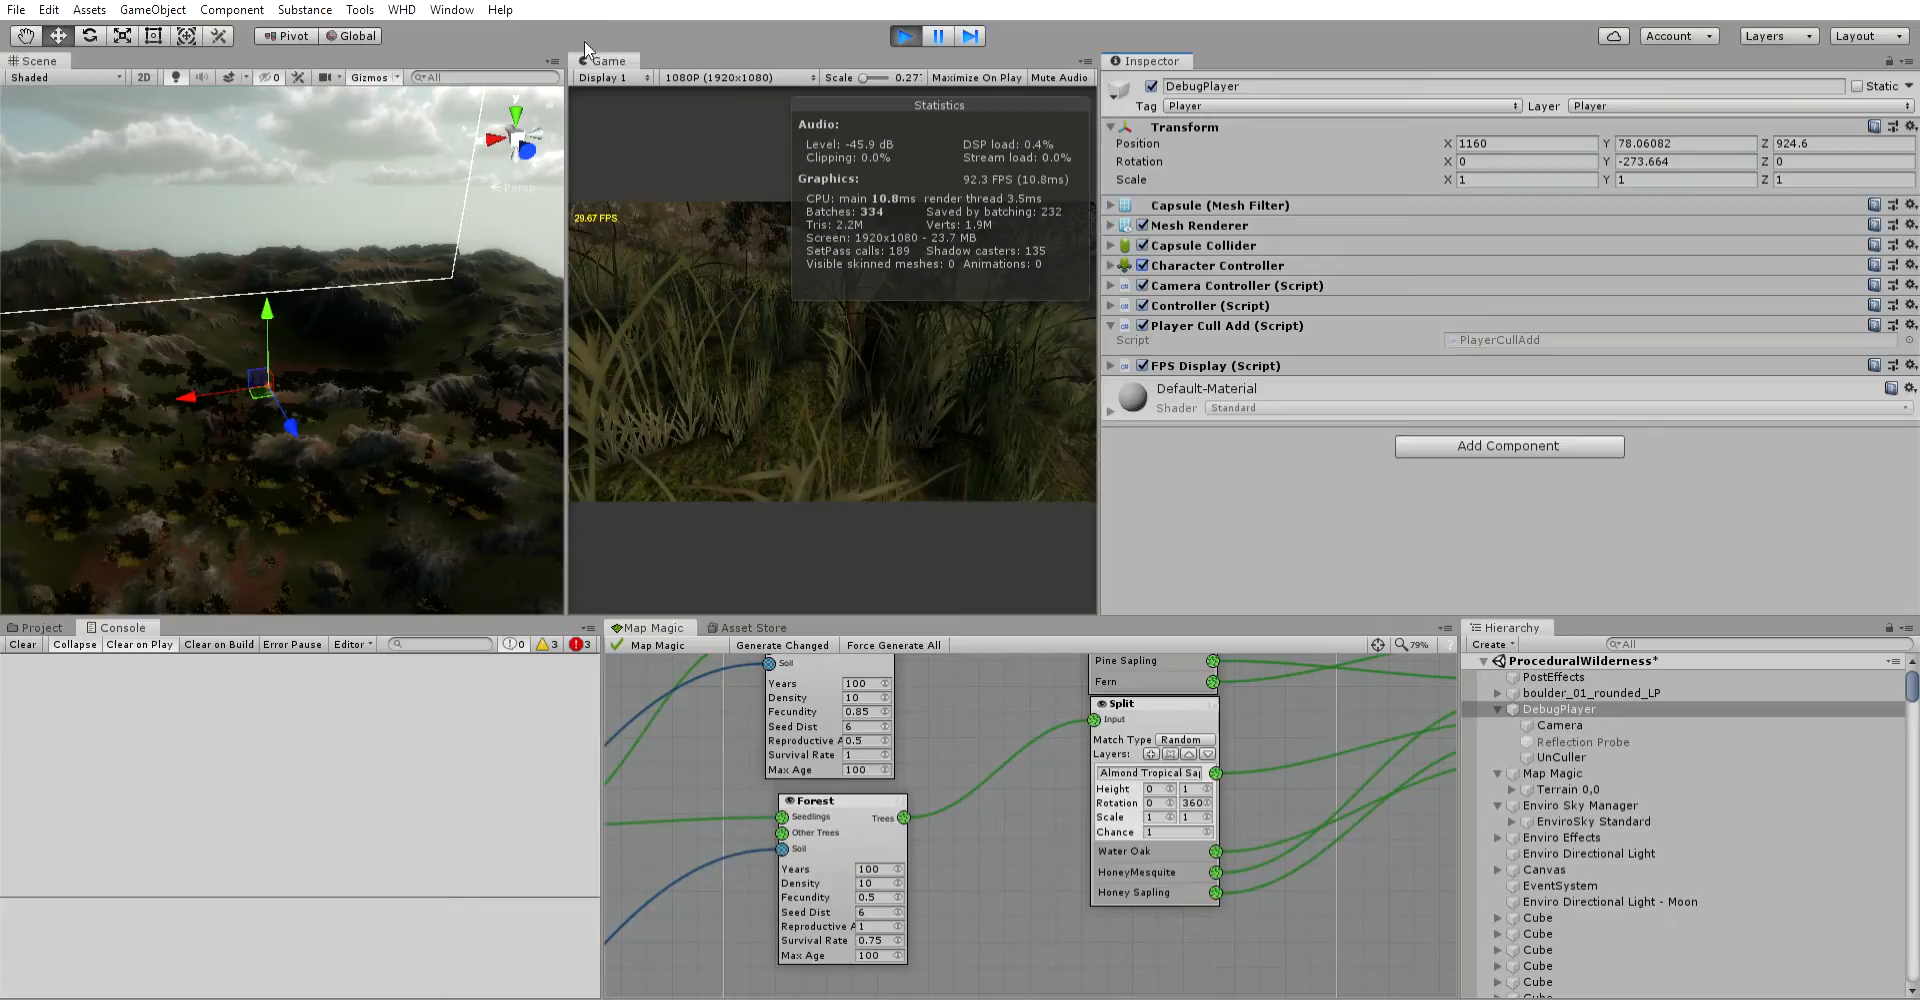 File Edit Assets GameObject Component Substance Tools WHD Window Help
Pivot Global Account Layers Layout
Scene
Shaded 2D 0 Gizmos All
Persp
Game
Display 1 1080P (1920x1080) Scale 0.27 Maximize On Play Mute Audio
29.67 FPS
Statistics
Audio:
Level: -45.9 dB DSP load: 0.4%
Clipping: 0.0% Stream load: 0.0%
Graphics: 92.3 FPS (10.8ms)
CPU: main 10.8ms render thread 3.5ms
Batches: 334 Saved by batching: 232
Tris: 2.2M Verts: 1.9M
Screen: 1920x1080 - 23.7 MB
SetPass calls: 189 Shadow casters: 135
Visible skinned meshes: 0 Animations: 0
Inspector
DebugPlayer Static
Tag Player Layer Player
Transform
Position X 1160 Y 78.06082 Z 924.6
Rotation X 0 Y -273.664 Z 0
Scale X 1 Y 1 Z 1
Capsule (Mesh Filter)
Mesh Renderer
Capsule Collider
Character Controller
Camera Controller (Script)
Controller (Script)
Player Cull Add (Script)
Script PlayerCullAdd
FPS Display (Script)
Default-Material
Shader Standard
Add Component
Project Console
Clear Collapse Clear on Play Clear on Build Error Pause Editor 0 3 3
Map Magic Asset Store
Map Magic Generate Changed Force Generate All 79% ?
Soil
Years 100
Density 10
Fecundity 0.85
Seed Dist 6
Reproductive A 0.5
Survival Rate 1
Max Age 100
Forest
Seedlings Trees
Other Trees
Soil
Years 100
Density 10
Fecundity 0.5
Seed Dist 6
Reproductive A 1
Survival Rate 0.75
Max Age 100
Pine Sapling
Fern
Split
Input
Match Type Random
Layers:
Almond Tropical Sap
Height 0 1
Rotation 0 360
Scale 1 1
Chance 1
Water Oak
HoneyMesquite
Honey Sapling
Hierarchy
Create All
ProceduralWilderness*
PostEffects
boulder_01_rounded_LP
DebugPlayer
Camera
Reflection Probe
UnCuller
Map Magic
Terrain 0,0
Enviro Sky Manager
EnviroSky Standard
Enviro Effects
Enviro Directional Light
Canvas
EventSystem
Enviro Directional Light - Moon
Cube
Cube
Cube
Cube
Cube
Cube